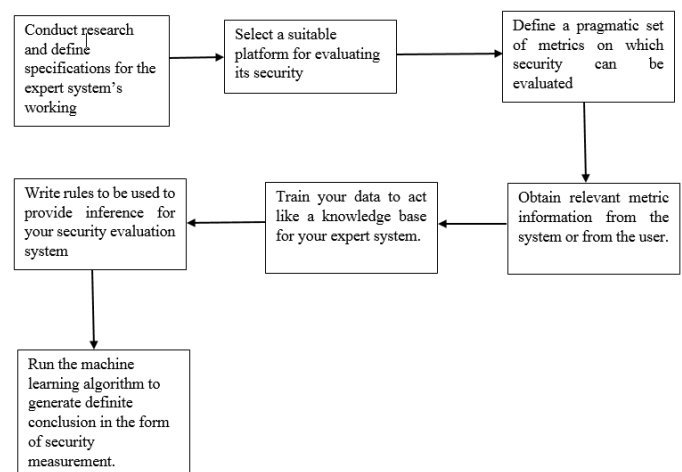 Conduct research
and define
specifications for the
expert system's
working
Select a suitable
platform for evaluating
its security
Define a pragmatic set
of metrics on which
security can be
evaluated
Obtain relevant metric
information from the
system or from the user.
Train your data to act
like a knowledge base
for your expert system.
Write rules to be used to
provide inference for
your security evaluation
system
Run the machine
learning algorithm to
generate definite
conclusion in the form
of security
measurement.